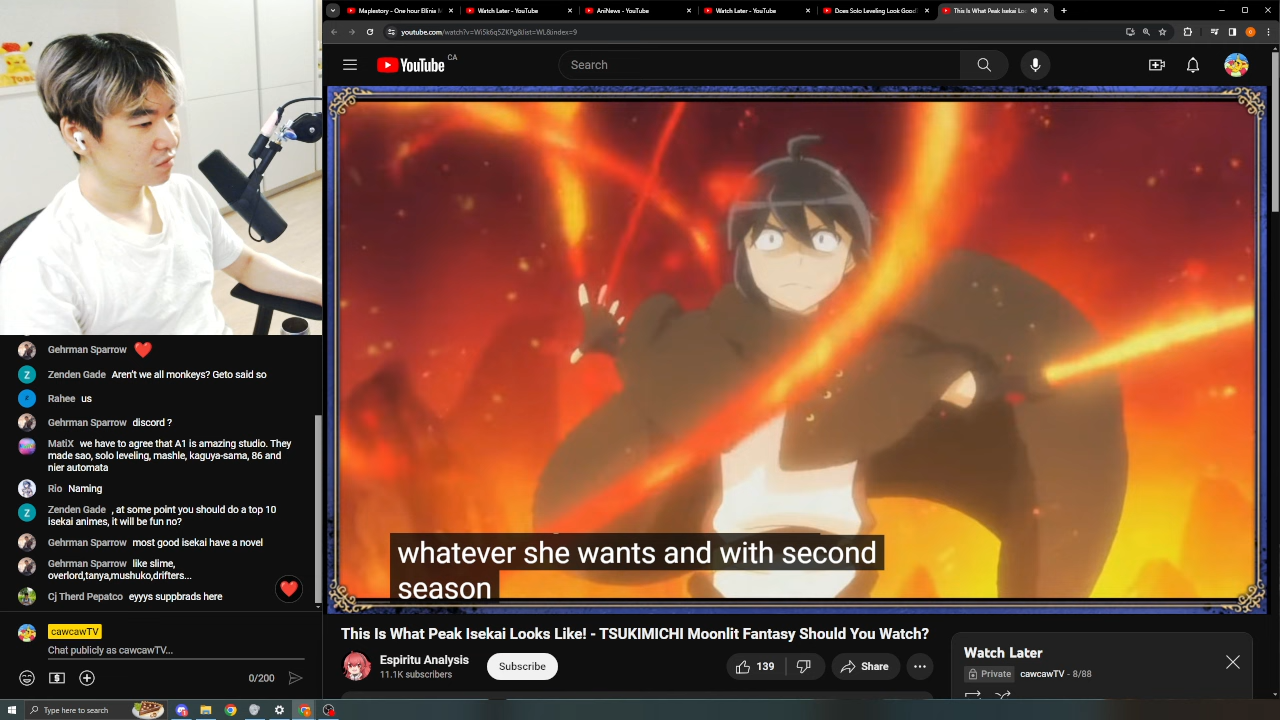 Maplestory - One hour Ellinia M
Watch Later - YouTube
AniNews - YouTube
Watch Later - YouTube
Does Solo Leveling Look Good?
This Is What Peak Isekai Lo
youtube.com/watch?v=Wi5k6q5ZKPg&list=WL&index=9
YouTube
CA
Search
whatever she wants and with second
season
Gehrman Sparrow ❤️
Zenden Gade Aren't we all monkeys? Geto said so
Rahee us
Gehrman Sparrow discord ?
MatiX we have to agree that A1 is amazing studio. They
made sao, solo leveling, mashle, kaguya-sama, 86 and
nier automata
Rio Naming
Zenden Gade , at some point you should do a top 10
isekai animes, it will be fun no?
Gehrman Sparrow most good isekai have a novel
Gehrman Sparrow like slime,
overlord,tanya,mushuko,drifters...
Cj Therd Pepatco eyyys suppbrads here
cawcawTV
Chat publicly as cawcawTV...
0/200
This Is What Peak Isekai Looks Like! - TSUKIMICHI Moonlit Fantasy Should You Watch?
Espiritu Analysis
11.1K subscribers
Subscribe
139
Share
Watch Later
Private
cawcawTV - 8/88
Type here to search